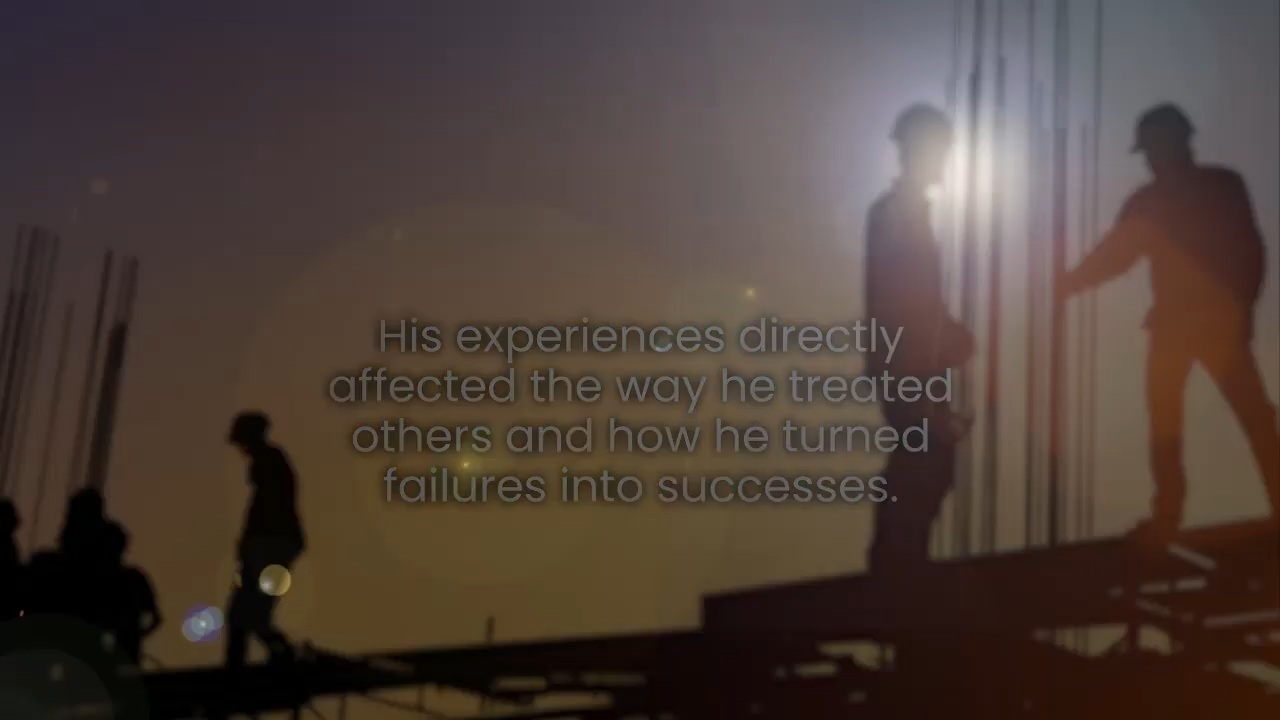 His experiences directly
affected the way he treated
others and how he turned
failures into successes.